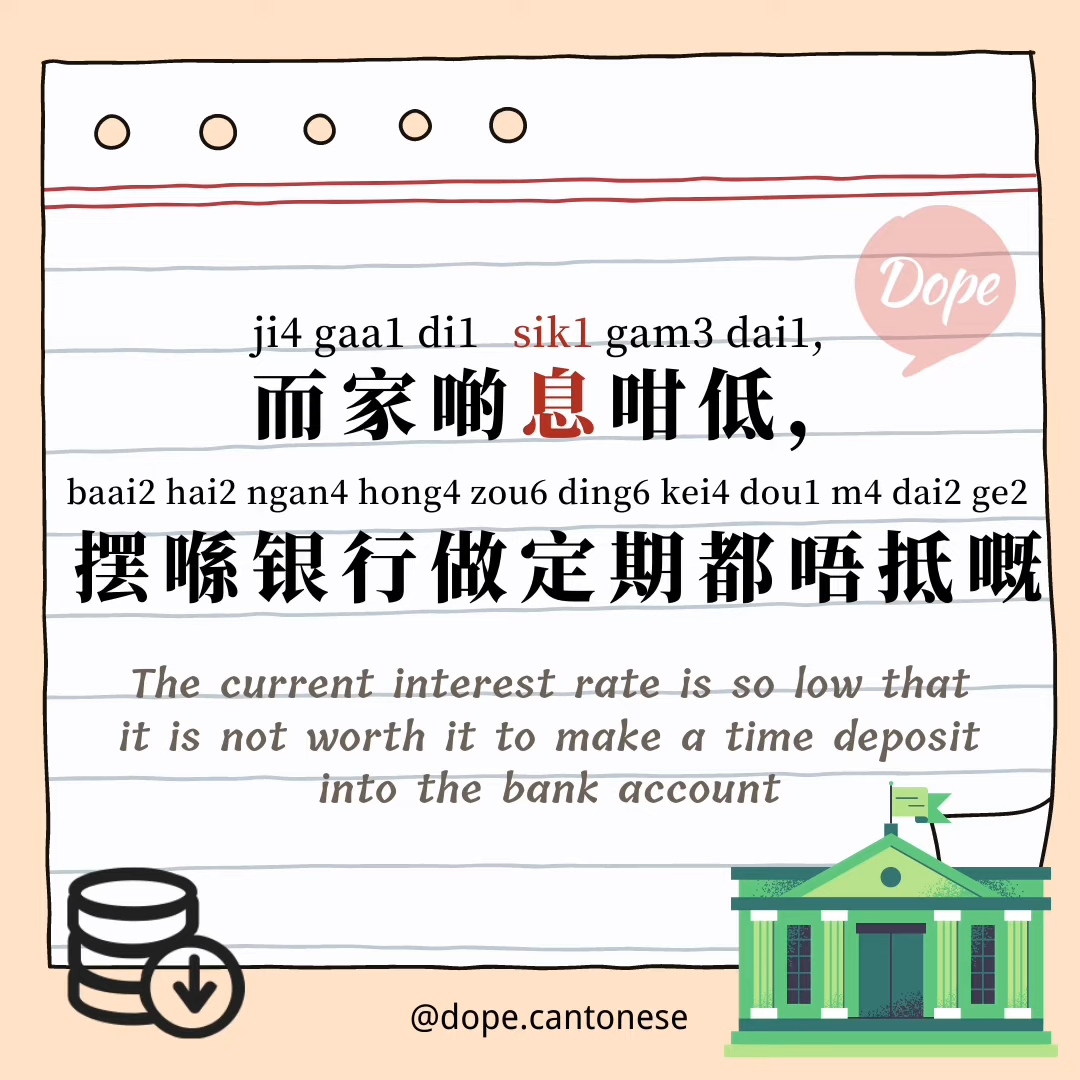 Dope
ji4 gaa1 di1 sik1 gam3 dai1,
而家啲息咁低，
baai2 hai2 ngan4 hong4 zou6 ding6 kei4 dou1 m4 dai2 ge2
摆喺银行做定期都唔抵嘅
The current interest rate is so low that
it is not worth it to make a time deposit
into the bank account
@dope.cantonese